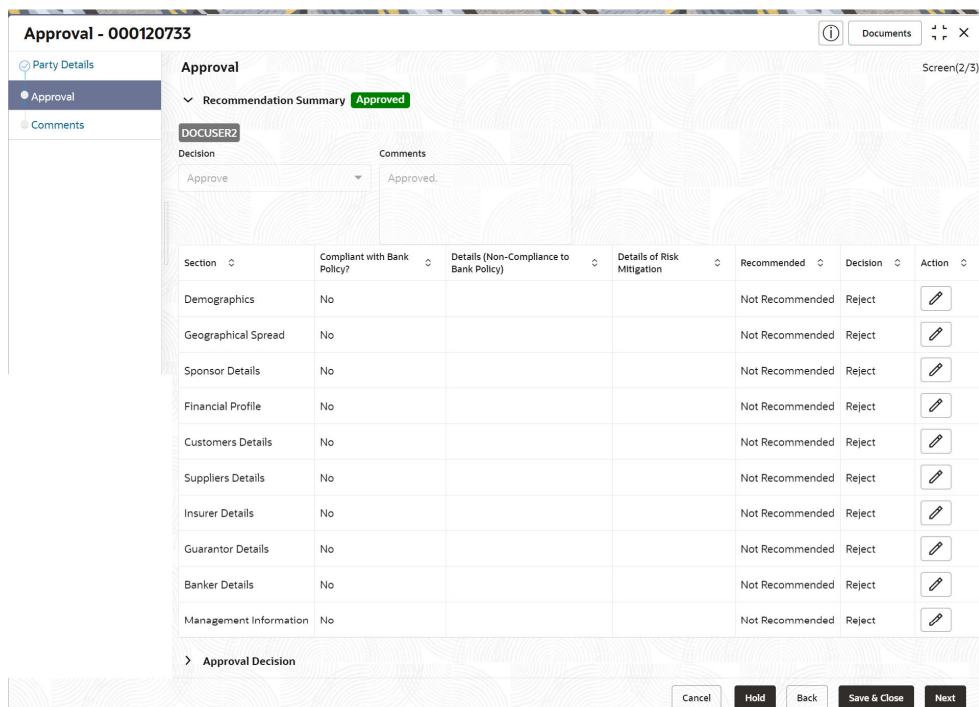 Approval - 000120733
Documents
Party Details
Approval
Comments
Approval
Screen(2/3)
Recommendation Summary Approved
DOCUSER2
Decision Comments
Approve Approved.
Section Compliant with Bank Policy? Details (Non-Compliance to Bank Policy) Details of Risk Mitigation Recommended Decision Action
Demographics No Not Recommended Reject
Geographical Spread No Not Recommended Reject
Sponsor Details No Not Recommended Reject
Financial Profile No Not Recommended Reject
Customers Details No Not Recommended Reject
Suppliers Details No Not Recommended Reject
Insurer Details No Not Recommended Reject
Guarantor Details No Not Recommended Reject
Banker Details No Not Recommended Reject
Management Information No Not Recommended Reject
Approval Decision
Cancel Hold Back Save & Close Next